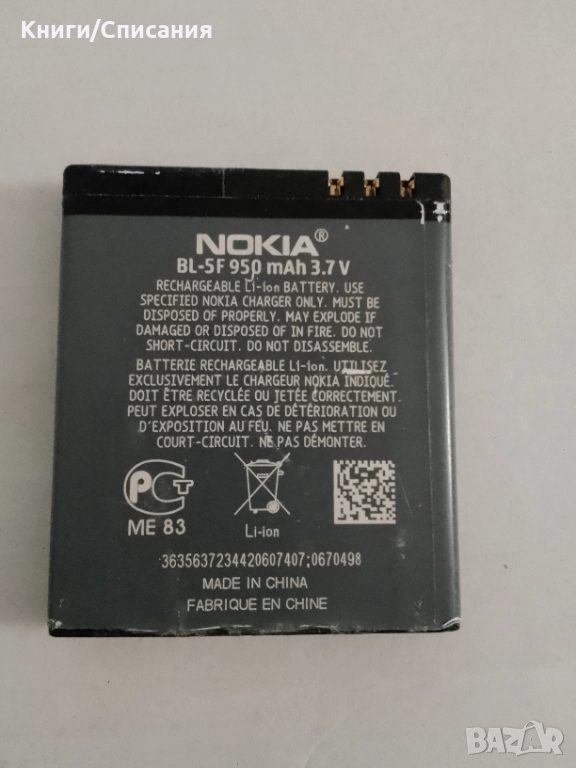 Книги/Списания
NOKIA®
BL-5F 950 mAh 3.7 V
RECHARGEABLE Li-Ion BATTERY. USE
SPECIFIED NOKIA CHARGER ONLY. MUST BE
DISPOSED OF PROPERLY. MAY EXPLODE IF
DAMAGED OR DISPOSED OF IN FIRE. DO NOT
SHORT-CIRCUIT. DO NOT DISASSEMBLE.
BATTERIE RECHARGEABLE Li-Ion. UTILISEZ
EXCLUSIVEMENT LE CHARGEUR NOKIA INDIQUÉ.
DOIT ÊTRE RECYCLÉE OU JETÉE CORRECTEMENT.
PEUT EXPLOSER EN CAS DE DÉTÉRIORATION OU
D'EXPOSITION AU FEU. NE PAS METTRE EN
COURT-CIRCUIT. NE PAS DÉMONTER.
РСТ
ME 83
Li-ion
3635637234420607407;0670498
MADE IN CHINA
FABRIQUE EN CHINE
BAZAR